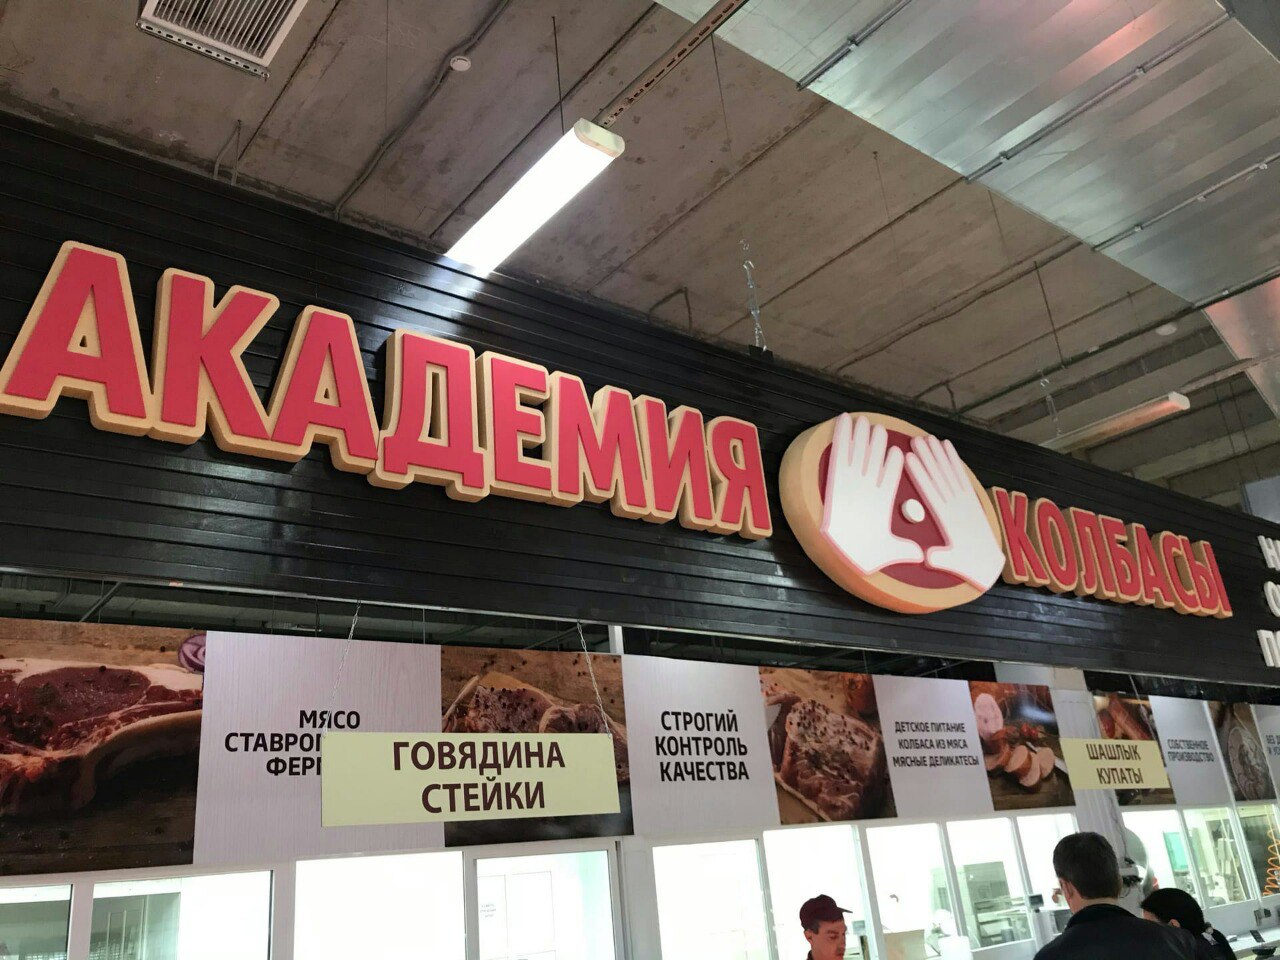 АКАДЕМИЯ КОЛБАСЫ
МЯСО
ГОВЯДИНА
СТЕЙКИ
СТРОГИЙ
КОНТРОЛЬ
КАЧЕСТВА
ДЕТСКОЕ ПИТАНИЕ
КОЛБАСА ИЗ МЯСА
МЯСНЫЕ ДЕЛИКАТЕСЫ
ШАШЛЫК
КУПАТЫ
СОБСТВЕННОЕ
ПРОИЗВОДСТВО